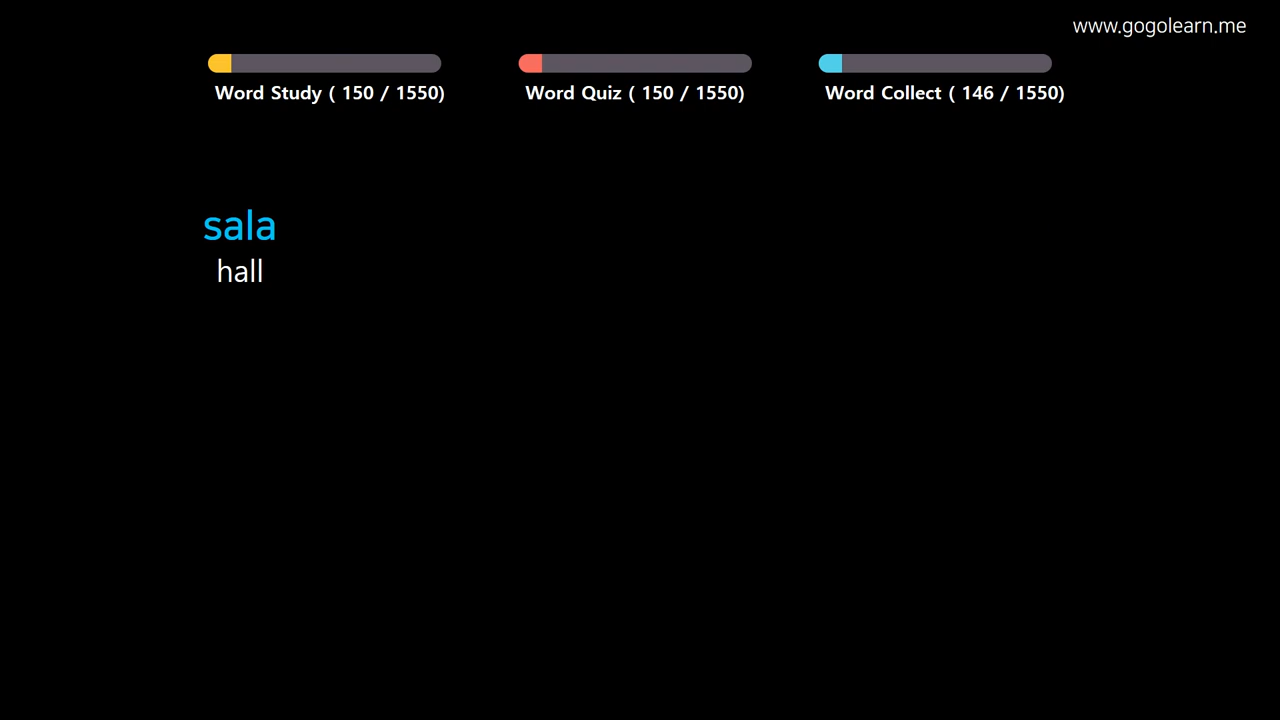 www.gogolearn.me
Word Study ( 150 / 1550)
Word Quiz ( 150 / 1550)
Word Collect ( 146 / 1550)
sala
hall